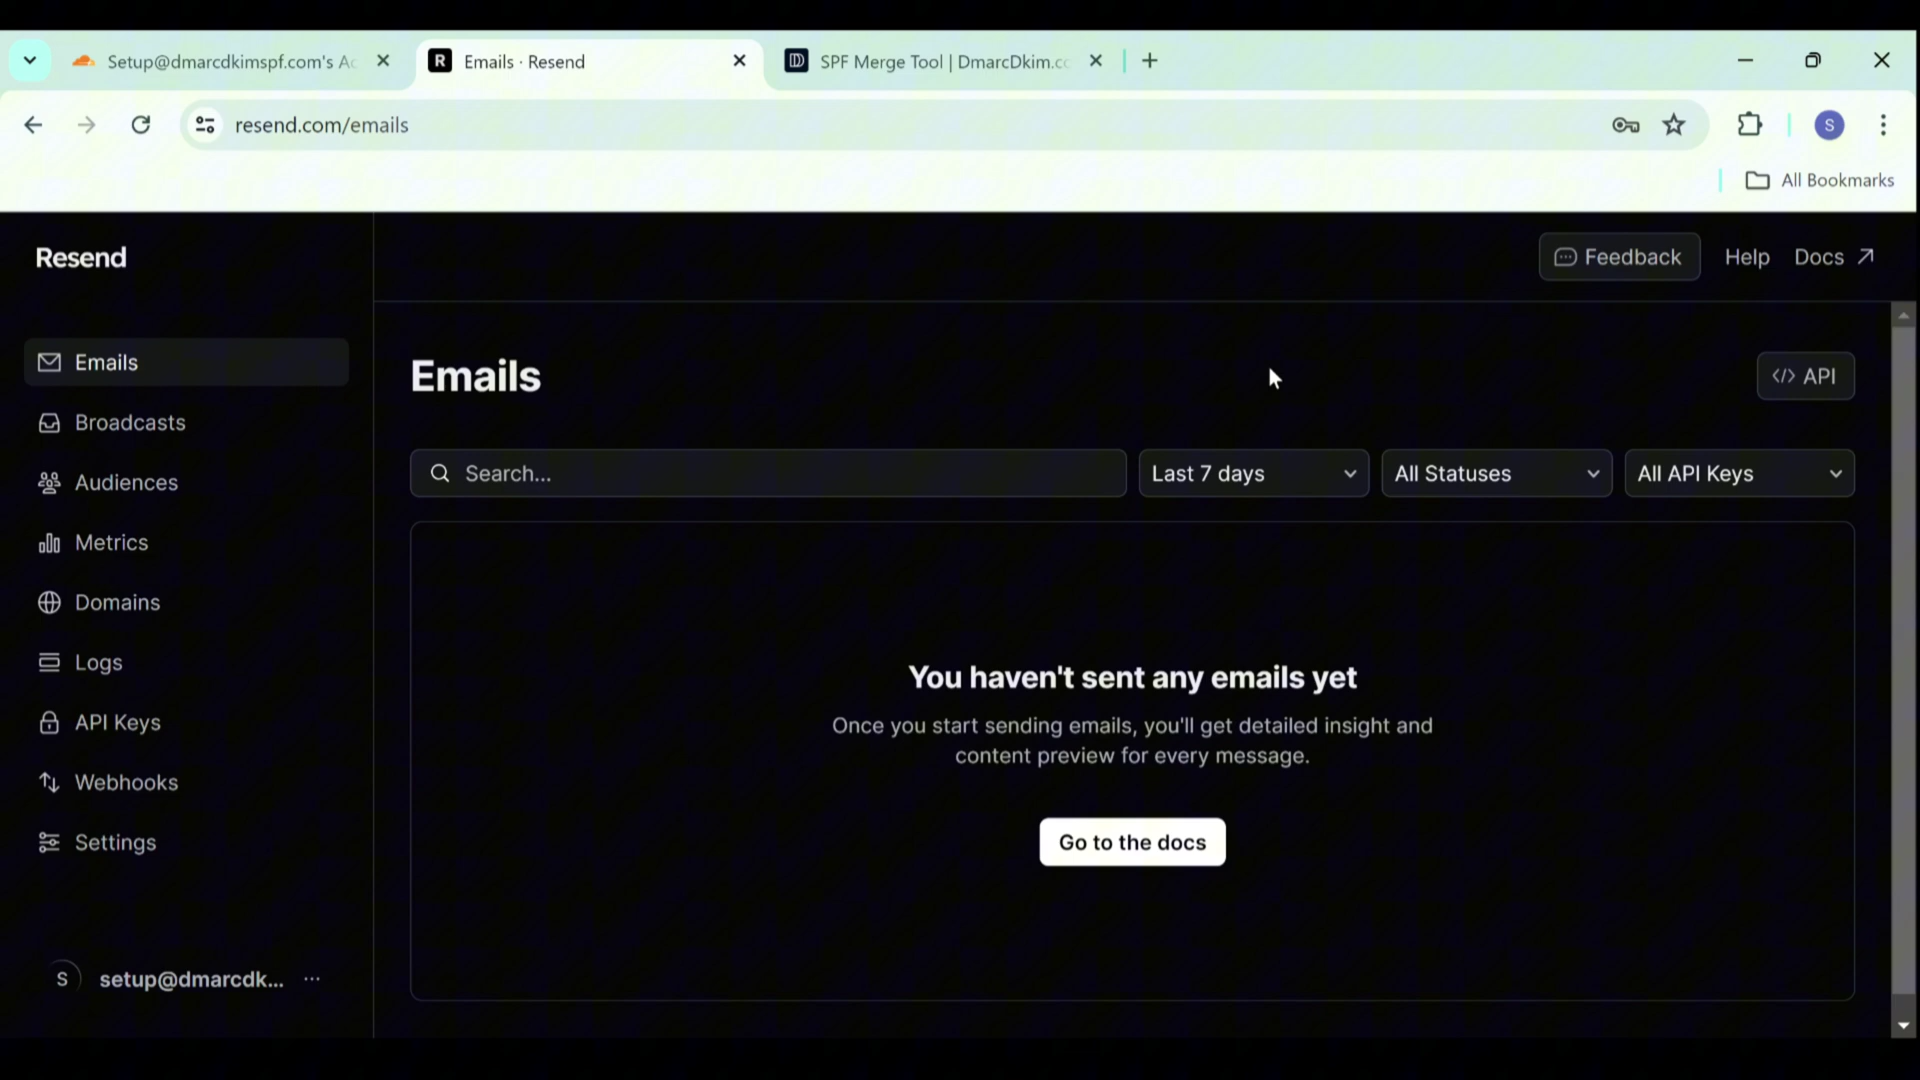 Setup@dmarcdkimspf.com's Ac
Emails · Resend
SPF Merge Tool | DmarcDkim.co
resend.com/emails
S
All Bookmarks
Resend
Feedback
Help
Docs
Emails
Broadcasts
Audiences
Metrics
Domains
Logs
API Keys
Webhooks
Settings
S
setup@dmarcdk...
Emails
</> API
Search...
Last 7 days
All Statuses
All API Keys
You haven't sent any emails yet
Once you start sending emails, you'll get detailed insight and
content preview for every message.
Go to the docs